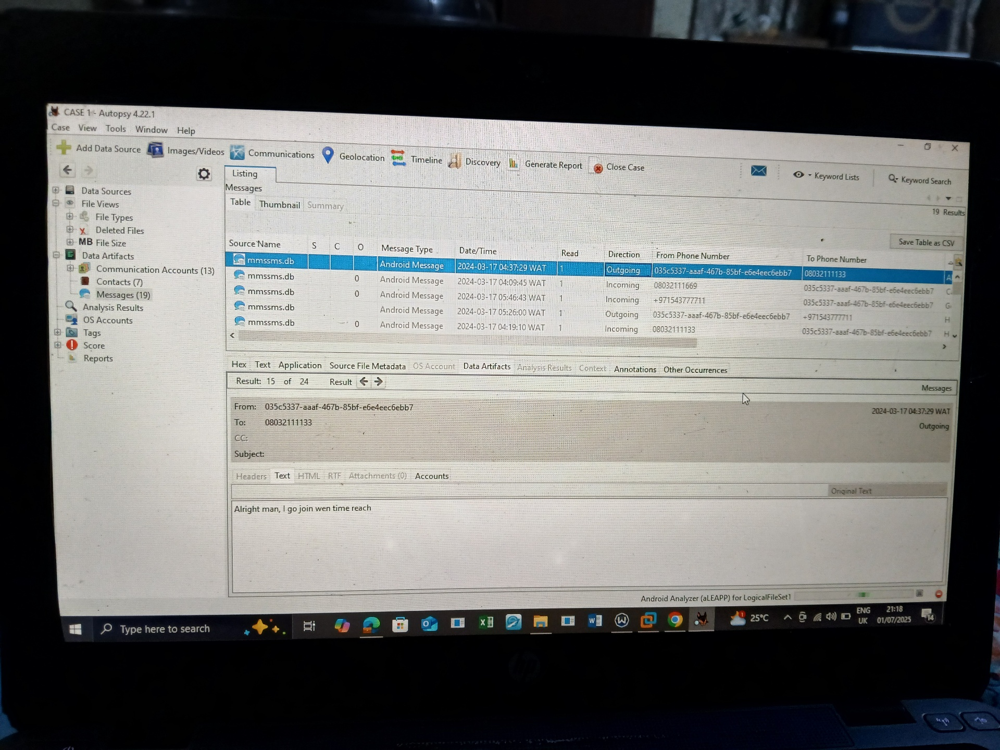 CASE 1 - Autopsy 4.22.1
Case View Tools Window Help
Add Data Source Images/Videos Communications Geolocation Timeline Discovery Generate Report Close Case Keyword Lists Keyword Search
Listing
Messages
Table Thumbnail Summary
19 Results
Save Table as CSV
Data Sources
File Views
File Types
Deleted Files
MB File Size
Data Artifacts
Communication Accounts (13)
Contacts (7)
Messages (19)
Analysis Results
OS Accounts
Tags
Score
Reports
Source Name S C O Message Type Date/Time Read Direction From Phone Number To Phone Number
mmssms.db Android Message 2024-03-17 04:37:29 WAT 1 Outgoing 035c5337-aaaf-467b-85bf-e6e4eec6ebb7 08032111133 A
mmssms.db 0 Android Message 2024-03-17 04:09:45 WAT 1 Incoming 08032111669 035c5337-aaaf-467b-85bf-e6e4eec6ebb7 C
mmssms.db 0 Android Message 2024-03-17 05:46:43 WAT 1 Incoming +971543777711 035c5337-aaaf-467b-85bf-e6e4eec6ebb7 G
mmssms.db Android Message 2024-03-17 05:26:00 WAT 1 Outgoing 035c5337-aaaf-467b-85bf-e6e4eec6ebb7 +971543777711 H
mmssms.db 0 Android Message 2024-03-17 04:19:10 WAT 1 Incoming 08032111133 035c5337-aaaf-467b-85bf-e6e4eec6ebb7 H
Hex Text Application Source File Metadata OS Account Data Artifacts Analysis Results Context Annotations Other Occurrences
Result: 15 of 24 Result
Messages
From: 035c5337-aaaf-467b-85bf-e6e4eec6ebb7 2024-03-17 04:37:29 WAT
To: 08032111133 Outgoing
CC:
Subject:
Headers Text HTML RTF Attachments (0) Accounts
Original Text
Alright man, I go join wen time reach
Android Analyzer (aLEAPP) for LogicalFileSet1
Type here to search 25°C ENG 21:18
UK 01/07/2025 14
hp